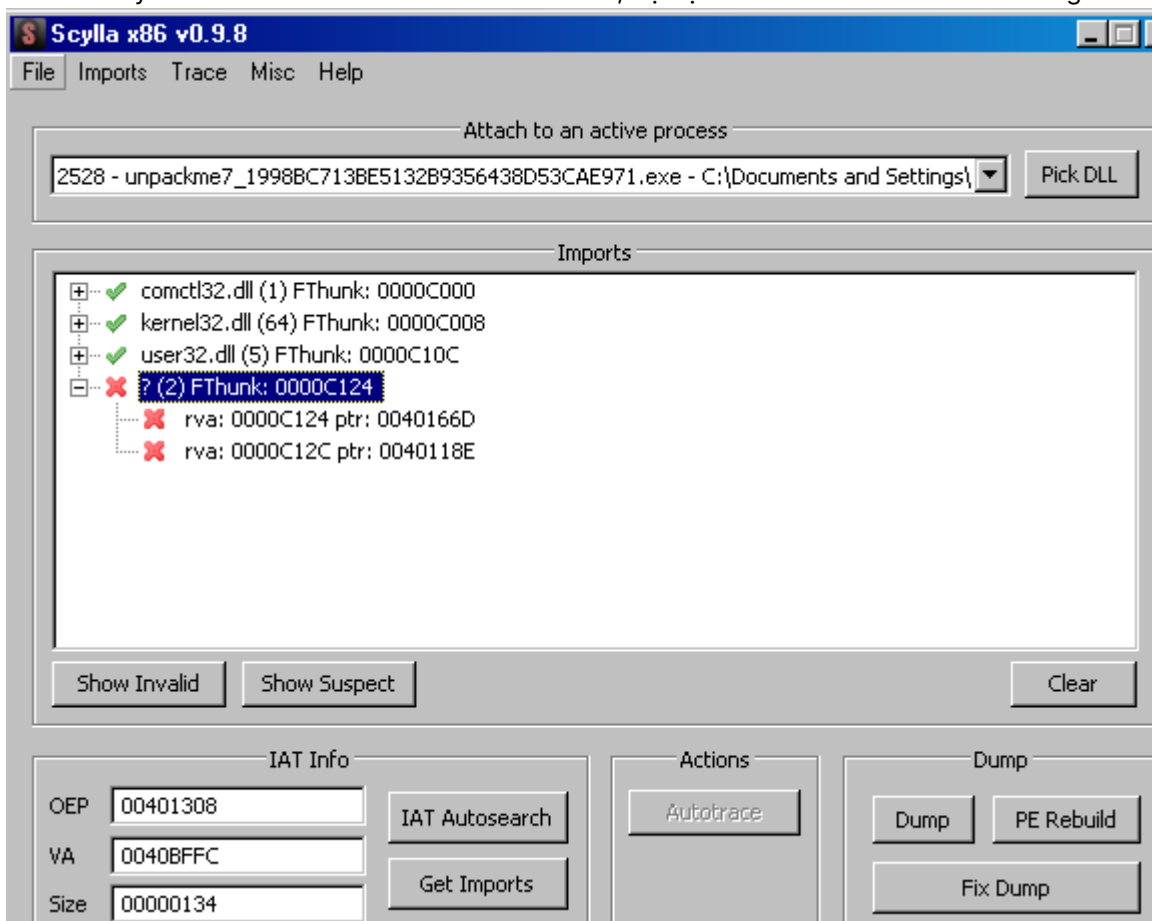 Scylla x86 v0.9.8
File Imports Trace Misc Help
Attach to an active process
2528 - unpackme7_1998BC713BE5132B9356438D53CAE971.exe - C:\Documents and Settings\
Pick DLL
Imports
comctl32.dll (1) FThunk: 0000C000
kernel32.dll (64) FThunk: 0000C008
user32.dll (5) FThunk: 0000C10C
? (2) FThunk: 0000C124
rva: 0000C124 ptr: 0040166D
rva: 0000C12C ptr: 0040118E
Show Invalid Show Suspect Clear
IAT Info Actions Dump
OEP 00401308 IAT Autosearch Autotrace Dump PE Rebuild
VA 0040BFFC
Get Imports Fix Dump
Size 00000134